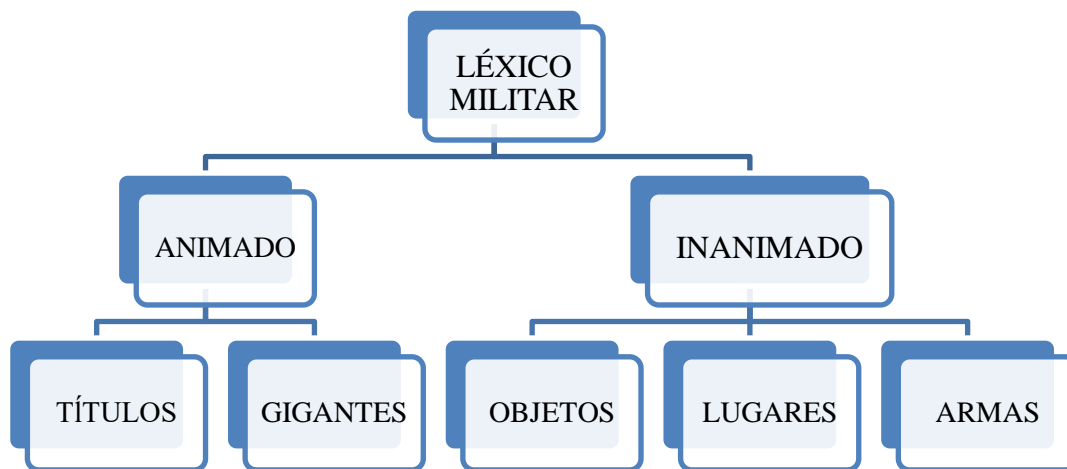 LÉXICO
MILITAR
ANIMADO
INANIMADO
TÍTULOS
GIGANTES
OBJETOS
LUGARES
ARMAS